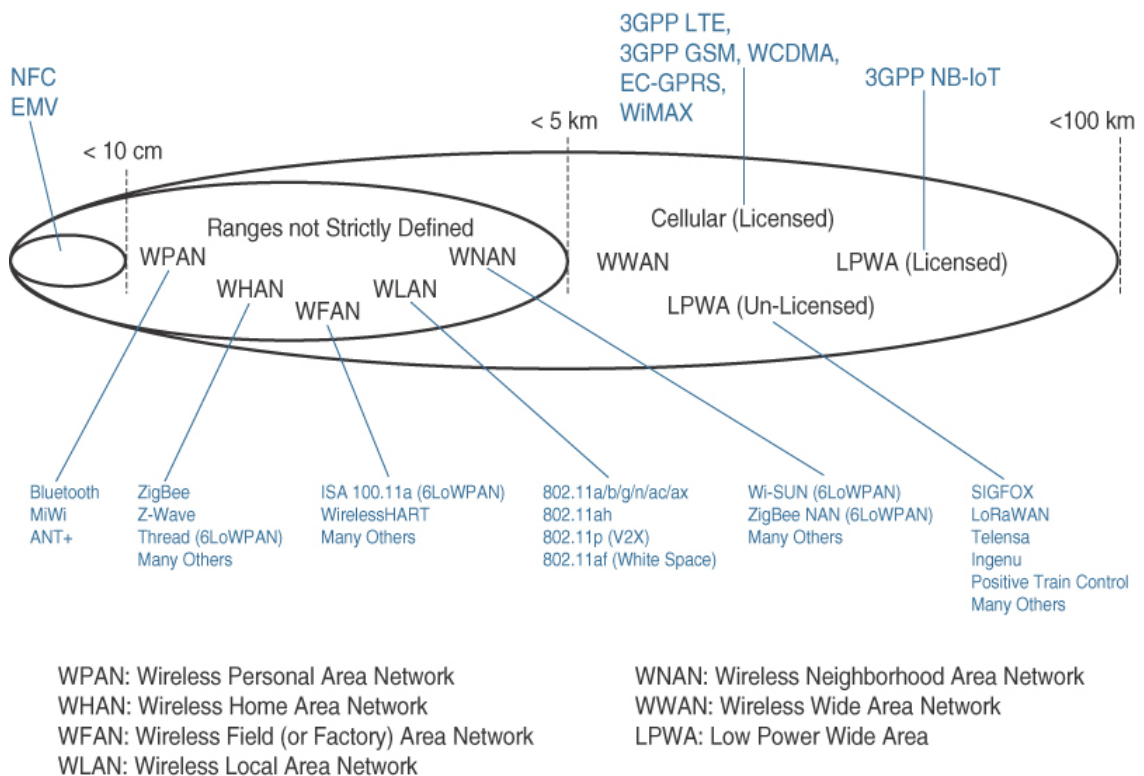 3GPP LTE,
3GPP GSM, WCDMA,
EC-GPRS,
WiMAX
NFC
EMV
3GPP NB-IoT
< 10 cm
< 5 km
<100 km
Ranges not Strictly Defined
Cellular (Licensed)
WPAN
WNAN
WWAN
LPWA (Licensed)
WHAN
WLAN
WFAN
LPWA (Un-Licensed)
Bluetooth
MiWi
ANT+
ZigBee
Z-Wave
Thread (6LoWPAN)
Many Others
ISA 100.11a (6LoWPAN)
WirelessHART
Many Others
802.11a/b/g/n/ac/ax
802.11ah
802.11p (V2X)
802.11af (White Space)
Wi-SUN (6LoWPAN)
ZigBee NAN (6LoWPAN)
Many Others
SIGFOX
LoRaWAN
Telensa
Ingenu
Positive Train Control
Many Others
WPAN: Wireless Personal Area Network
WHAN: Wireless Home Area Network
WFAN: Wireless Field (or Factory) Area Network
WLAN: Wireless Local Area Network
WNAN: Wireless Neighborhood Area Network
WWAN: Wireless Wide Area Network
LPWA: Low Power Wide Area